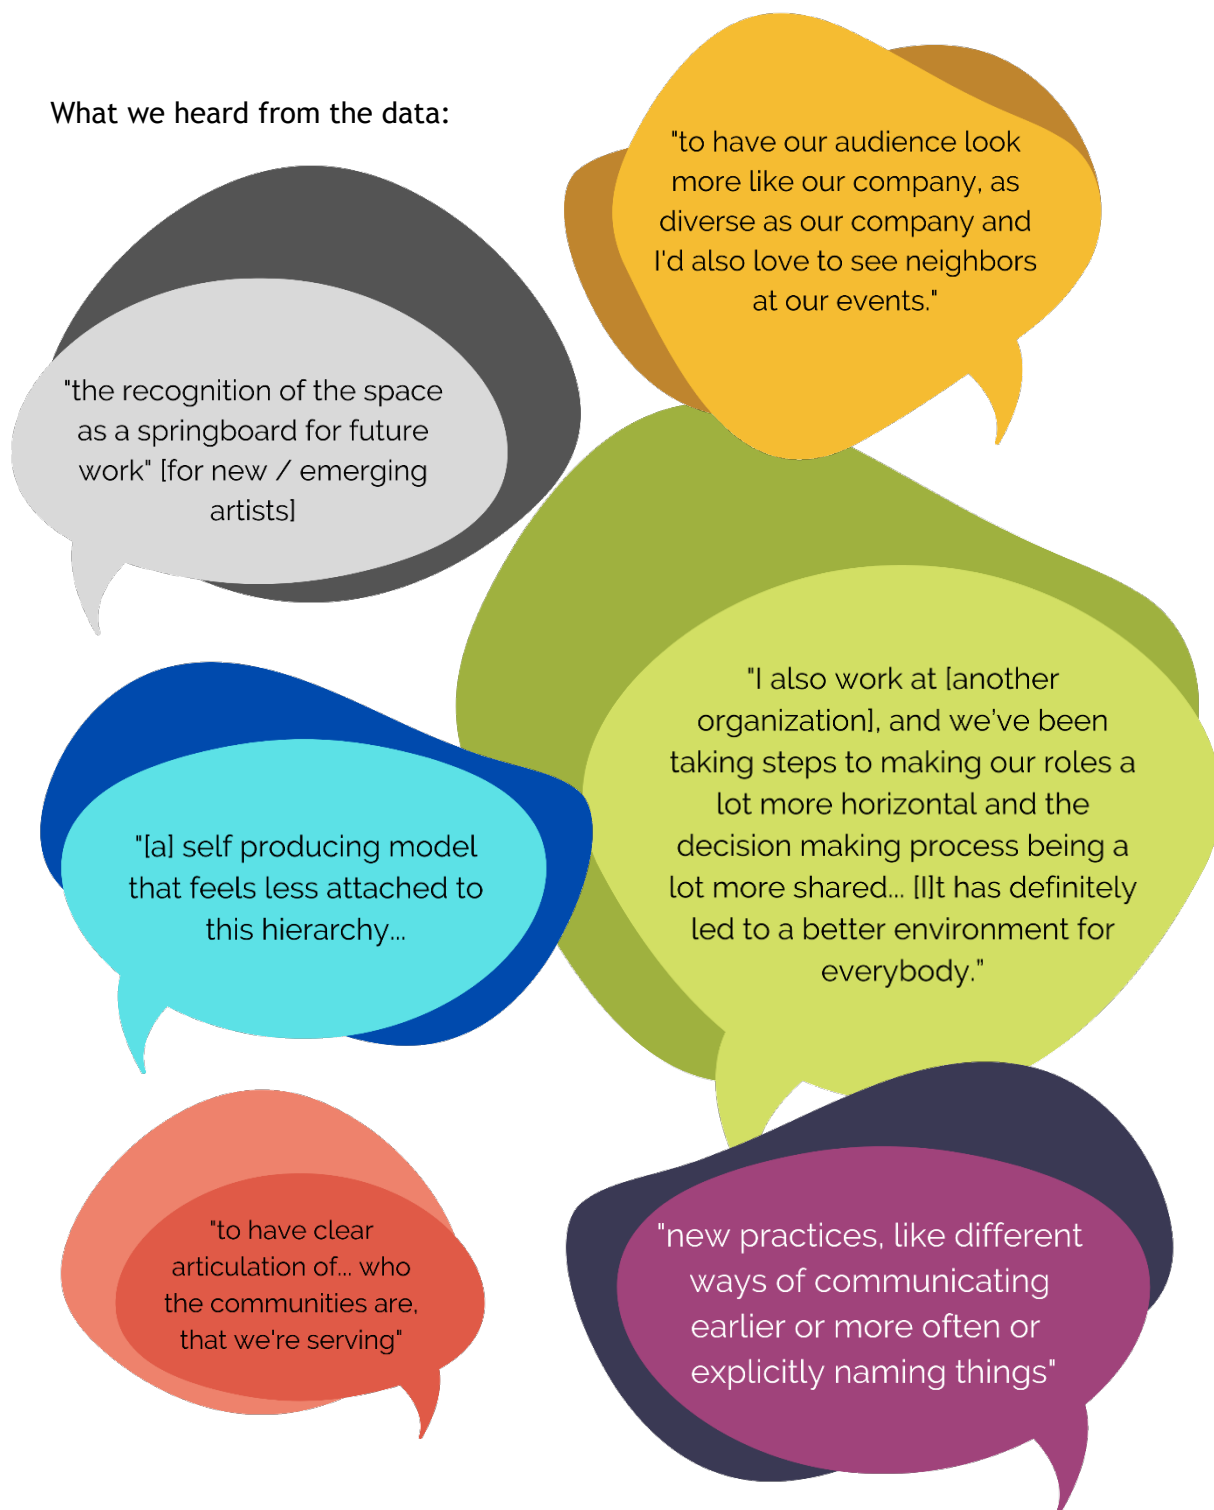 What we heard from the data:
"to have our audience look
more like our company, as
diverse as our company and
I'd also love to see neighbors
at our events."
"the recognition of the space
as a springboard for future
work" [for new / emerging
artists]
"I also work at [another
organization], and we’ve been
taking steps to making our roles a
lot more horizontal and the
decision making process being a
lot more shared... [I]t has definitely
led to a better environment for
everybody.”
"[a] self producing model
that feels less attached to
this hierarchy...
"to have clear
articulation of... who
the communities are,
that we're serving"
"new practices, like different
ways of communicating
earlier or more often or
explicitly naming things"